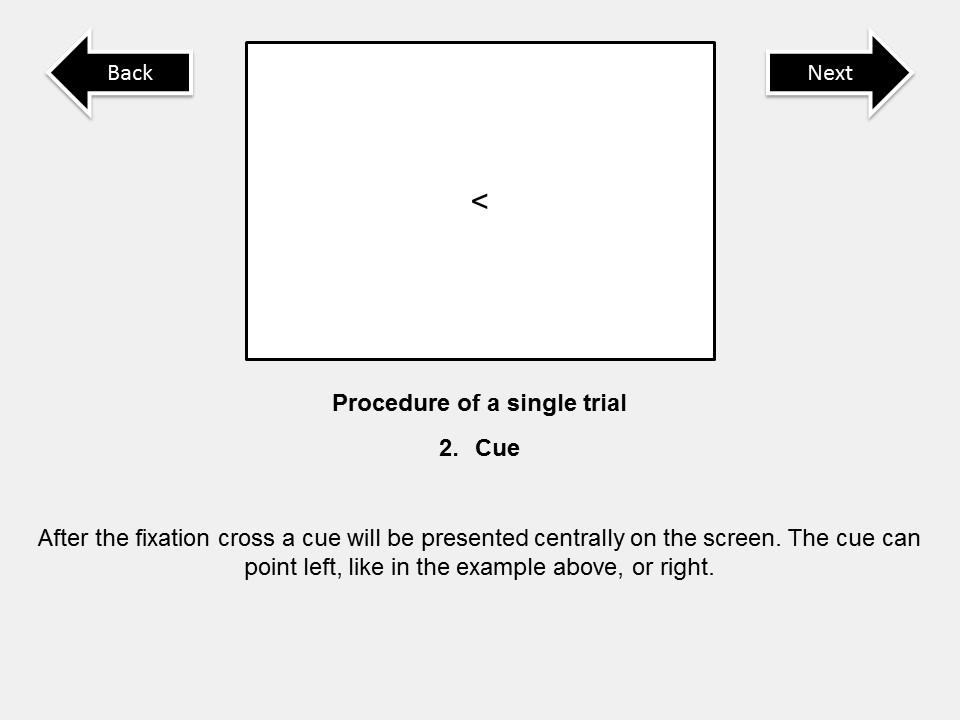 Back
Next
<
Procedure of a single trial
2. Cue
After the fixation cross a cue will be presented centrally on the screen. The cue can
point left, like in the example above, or right.